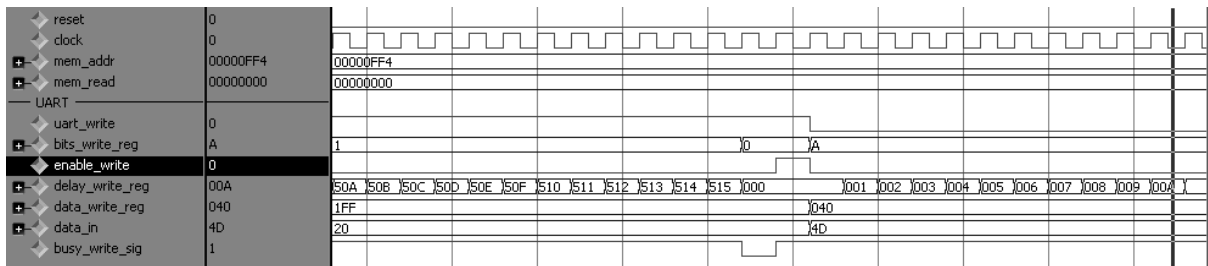 reset 0
clock 0
mem_addr 00000FF4 00000FF4
mem_read 00000000 00000000
UART
uart_write 0
bits_write_reg A 1 0 A
enable_write 0
delay_write_reg 00A 50A 50B 50C 50D 50E 50F 510 511 512 513 514 515 000 001 002 003 004 005 006 007 008 009 00A
data_write_reg 040 1FF 040
data_in 4D 20 4D
busy_write_sig 1